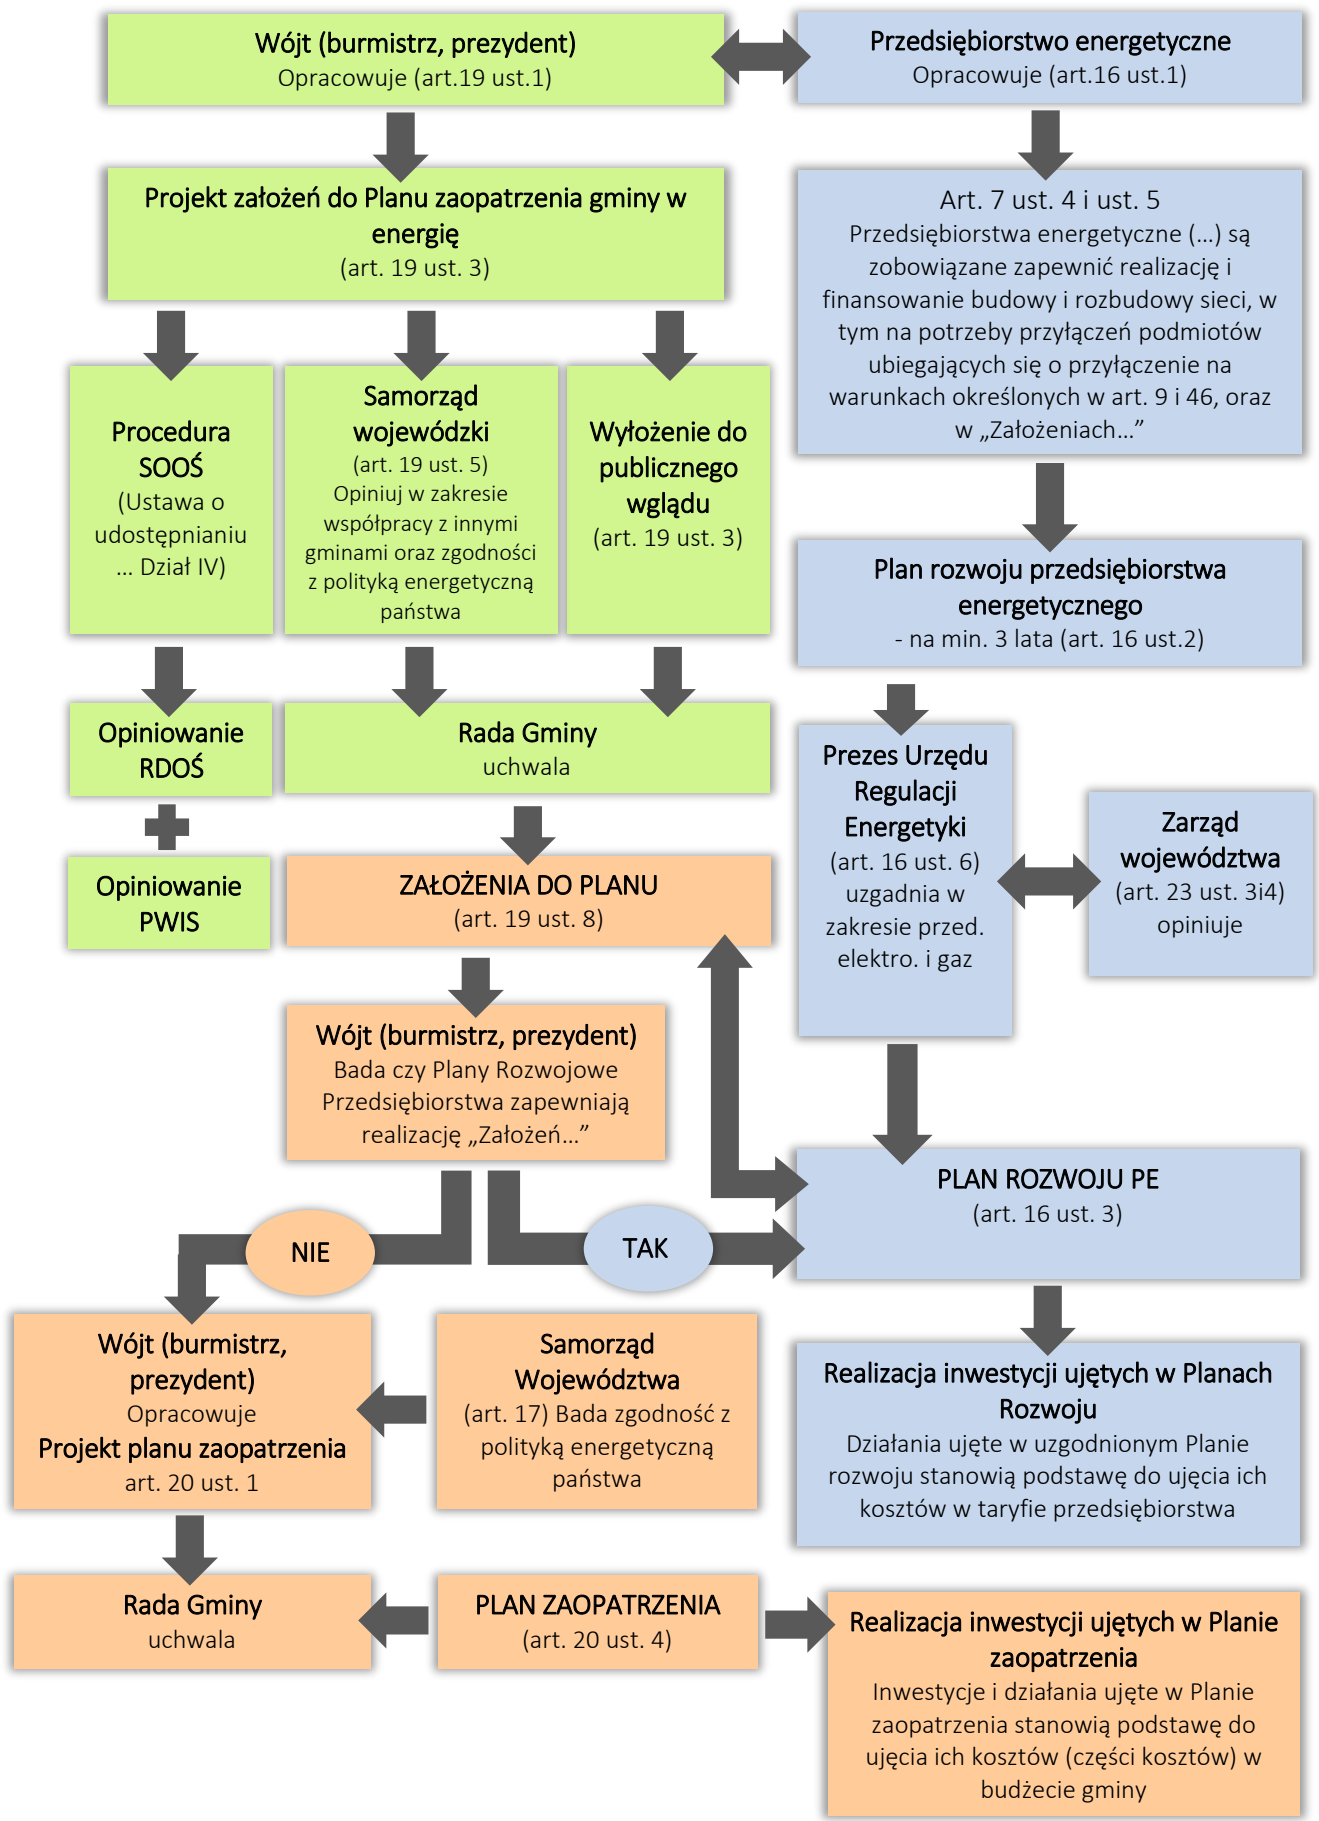 Wójt (burmistrz, prezydent)
Opracowuje (art.19 ust.1)
Przedsiębiorstwo energetyczne
Opracowuje (art.16 ust.1)
Projekt założeń do Planu zaopatrzenia gminy w
energię
(art. 19 ust. 3)
Art. 7 ust. 4 i ust. 5
Przedsiębiorstwa energetyczne (...) są
zobowiązane zapewnić realizację i
finansowanie budowy i rozbudowy sieci, w
tym na potrzeby przyłączeń podmiotów
ubiegających się o przyłączenie na
warunkach określonych w art. 9 i 46, oraz
w „Założeniach...”
Procedura
SOOŚ
(Ustawa o
udostępnianiu
... Dział IV)
Samorząd
wojewódzki
(art. 19 ust. 5)
Opiniuj w zakresie
współpracy z innymi
gminami oraz zgodności
z polityką energetyczną
państwa
Wyłożenie do
publicznego
wglądu
(art. 19 ust. 3)
Plan rozwoju przedsiębiorstwa
energetycznego
- na min. 3 lata (art. 16 ust.2)
Opiniowanie
RDOŚ
Rada Gminy
uchwala
Prezes Urzędu
Regulacji
Energetyki
(art. 16 ust. 6)
uzgadnia w
zakresie przed.
elektro. i gaz
Zarząd
województwa
(art. 23 ust. 3i4)
opiniuje
Opiniowanie
PWIS
ZAŁOŻENIA DO PLANU
(art. 19 ust. 8)
Wójt (burmistrz, prezydent)
Bada czy Plany Rozwojowe
Przedsiębiorstwa zapewniają
realizację „Założeń...”
PLAN ROZWOJU PE
(art. 16 ust. 3)
NIE
TAK
Wójt (burmistrz,
prezydent)
Opracowuje
Projekt planu zaopatrzenia
art. 20 ust. 1
Samorząd
Województwa
(art. 17) Bada zgodność z
polityką energetyczną
państwa
Realizacja inwestycji ujętych w Planach
Rozwoju
Działania ujęte w uzgodnionym Planie
rozwoju stanowią podstawę do ujęcia ich
kosztów w taryfie przedsiębiorstwa
Rada Gminy
uchwala
PLAN ZAOPATRZENIA
(art. 20 ust. 4)
Realizacja inwestycji ujętych w Planie
zaopatrzenia
Inwestycje i działania ujęte w Planie
zaopatrzenia stanowią podstawę do
ujęcia ich kosztów (części kosztów) w
budżecie gminy